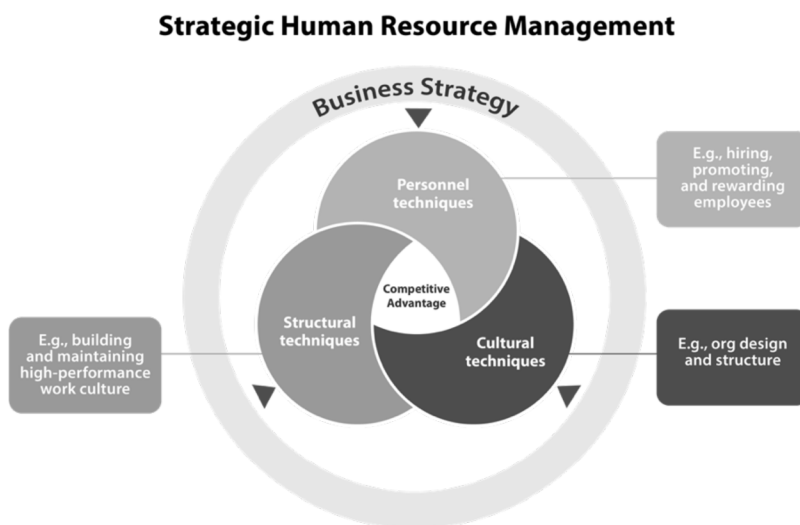 Strategic Human Resource Management
Business Strategy
Personnel
techniques
E.g., hiring,
promoting,
and rewarding
employees
Competitive
Advantage
Structural
techniques
Cultural
techniques
E.g., building
and maintaining
high-performance
work culture
E.g., org design
and structure